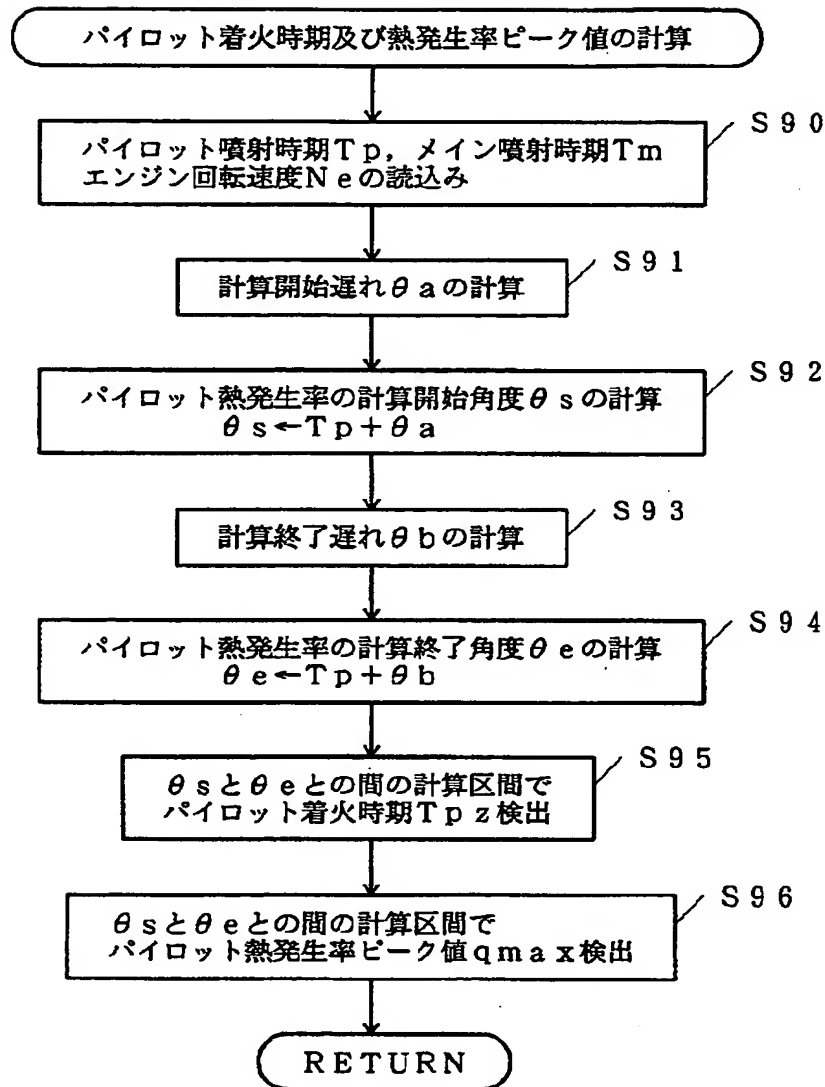 パイロット着火時期及び熱発生率ピーク値の計算
S90
パイロット噴射時期Tp，メイン噴射時期Tm
エンジン回転速度Neの読込み
S91
計算開始遅れθaの計算
S92
パイロット熱発生率の計算開始角度θsの計算
θs←Tp+θa
S93
計算終了遅れθbの計算
S94
パイロット熱発生率の計算終了角度θeの計算
θe←Tp+θb
S95
θsとθeとの間の計算区間で
パイロット着火時期Tpz検出
S96
θsとθeとの間の計算区間で
パイロット熱発生率ピーク値qmax検出
RETURN